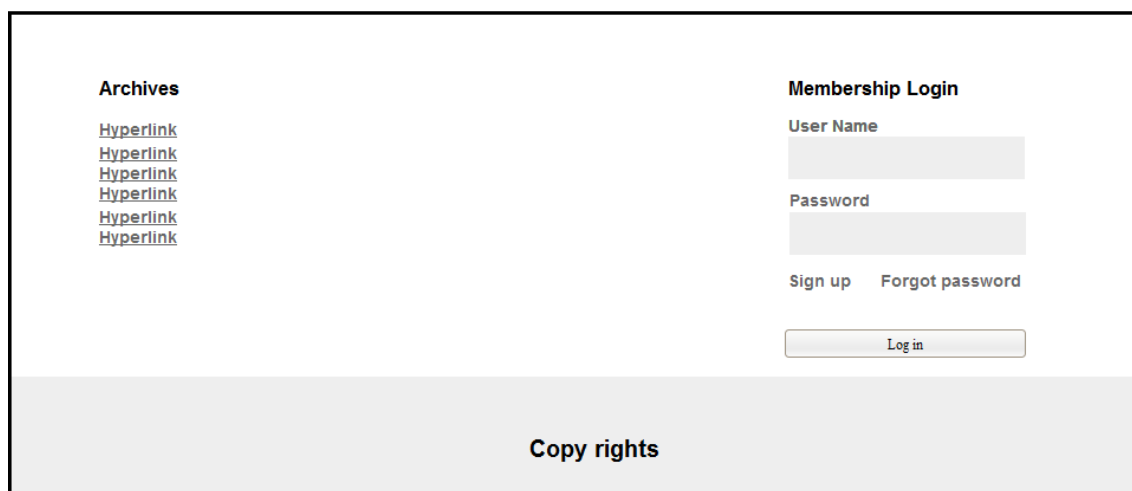 Archives
Hyperlink
Hyperlink
Hyperlink
Hyperlink
Hyperlink
Hyperlink
Membership Login
User Name
Password
Sign up Forgot password
Log in
Copy rights